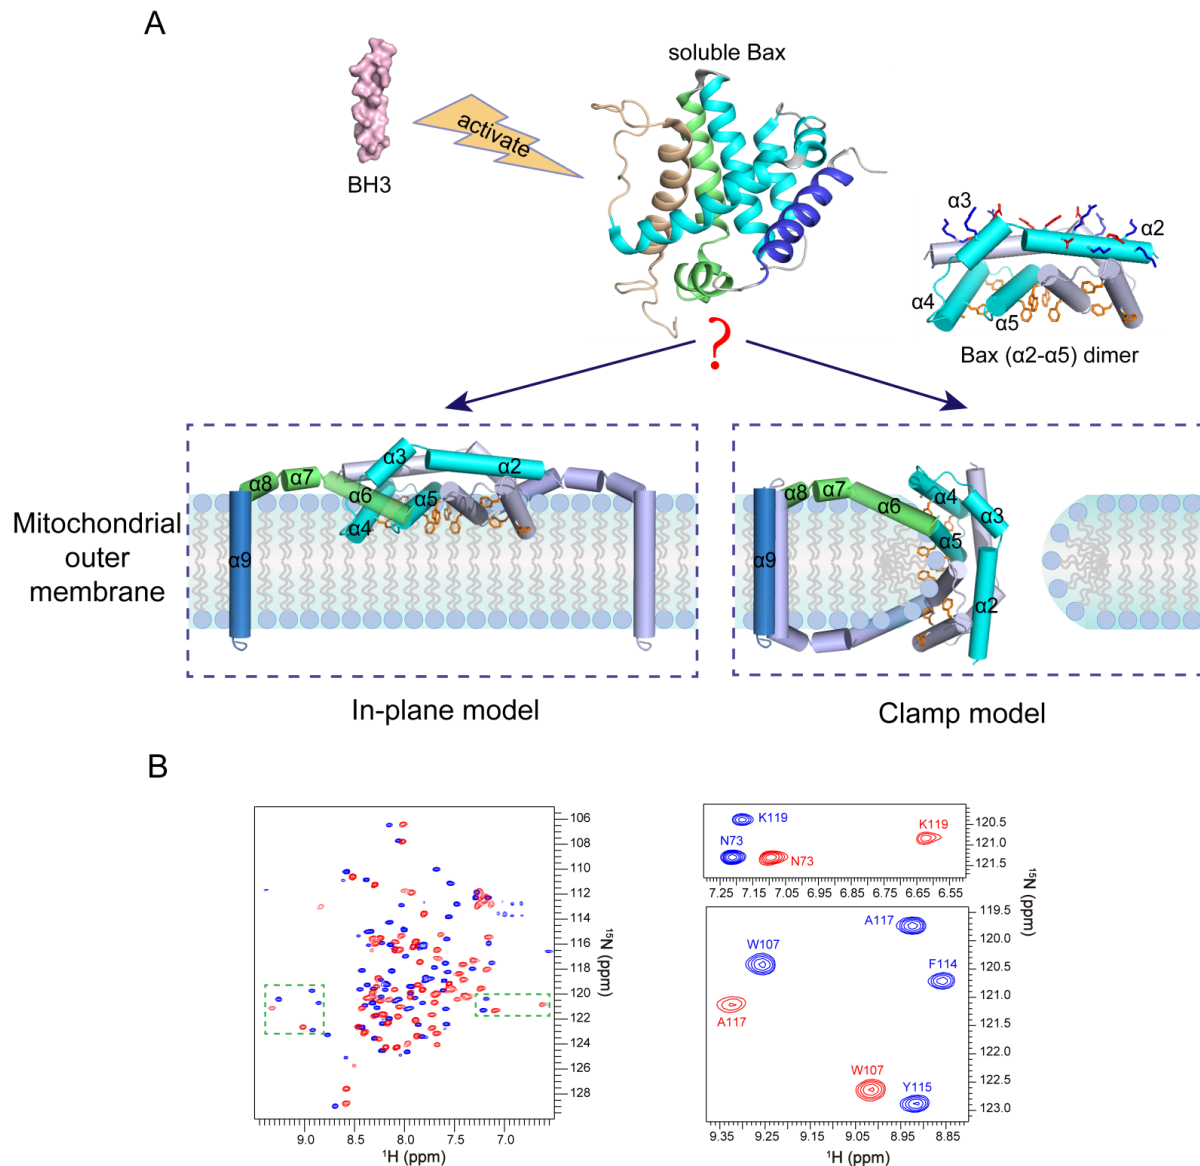 A
soluble Bax
activate
BH3
α3
α2
α4
α5
Bax (α2-α5) dimer
?
α3
α2
α8
α7
α6
α5
α4
α9
α8
α7
α6
α4
α3
α5
α9
α2
Mitochondrial
outer
membrane
In-plane model
Clamp model
B
106
108
110
112
114
116
118
120
122
124
126
128
¹⁵N (ppm)
9.0
8.5
8.0
7.5
7.0
¹H (ppm)
K119
K119
N73
N73
120.5
121.0
121.5
7.25
7.15
7.05
6.95
6.85
6.75
6.65
6.55
¹⁵N (ppm)
A117
W107
F114
A117
W107
Y115
119.5
120.0
120.5
121.0
121.5
122.0
122.5
123.0
9.35
9.25
9.15
9.05
8.95
8.85
¹H (ppm)